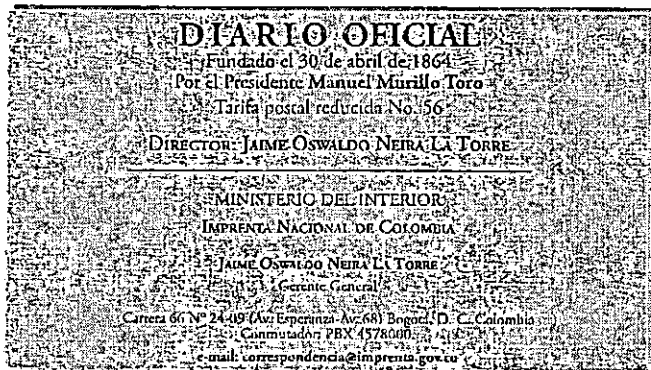 DIARIO OFICIAL
Fundado el 30 de abril de 1864
Por el Presidente Manuel Murillo Toro
Tarifa postal reducida No. 56
DIRECTOR: JAIME OSWALDO NEIRA LA TORRE
MINISTERIO DEL INTERIOR
IMPRENTA NACIONAL DE COLOMBIA
JAIME OSWALDO NEIRA LA TORRE
Gerente General
Carrera 66 N° 24-09 (Av. Esperanza-Av. 68) Bogotá, D. C. Colombia
Conmutador: PBX 4578000.
e-mail: correspondencia@imprenta.gov.co